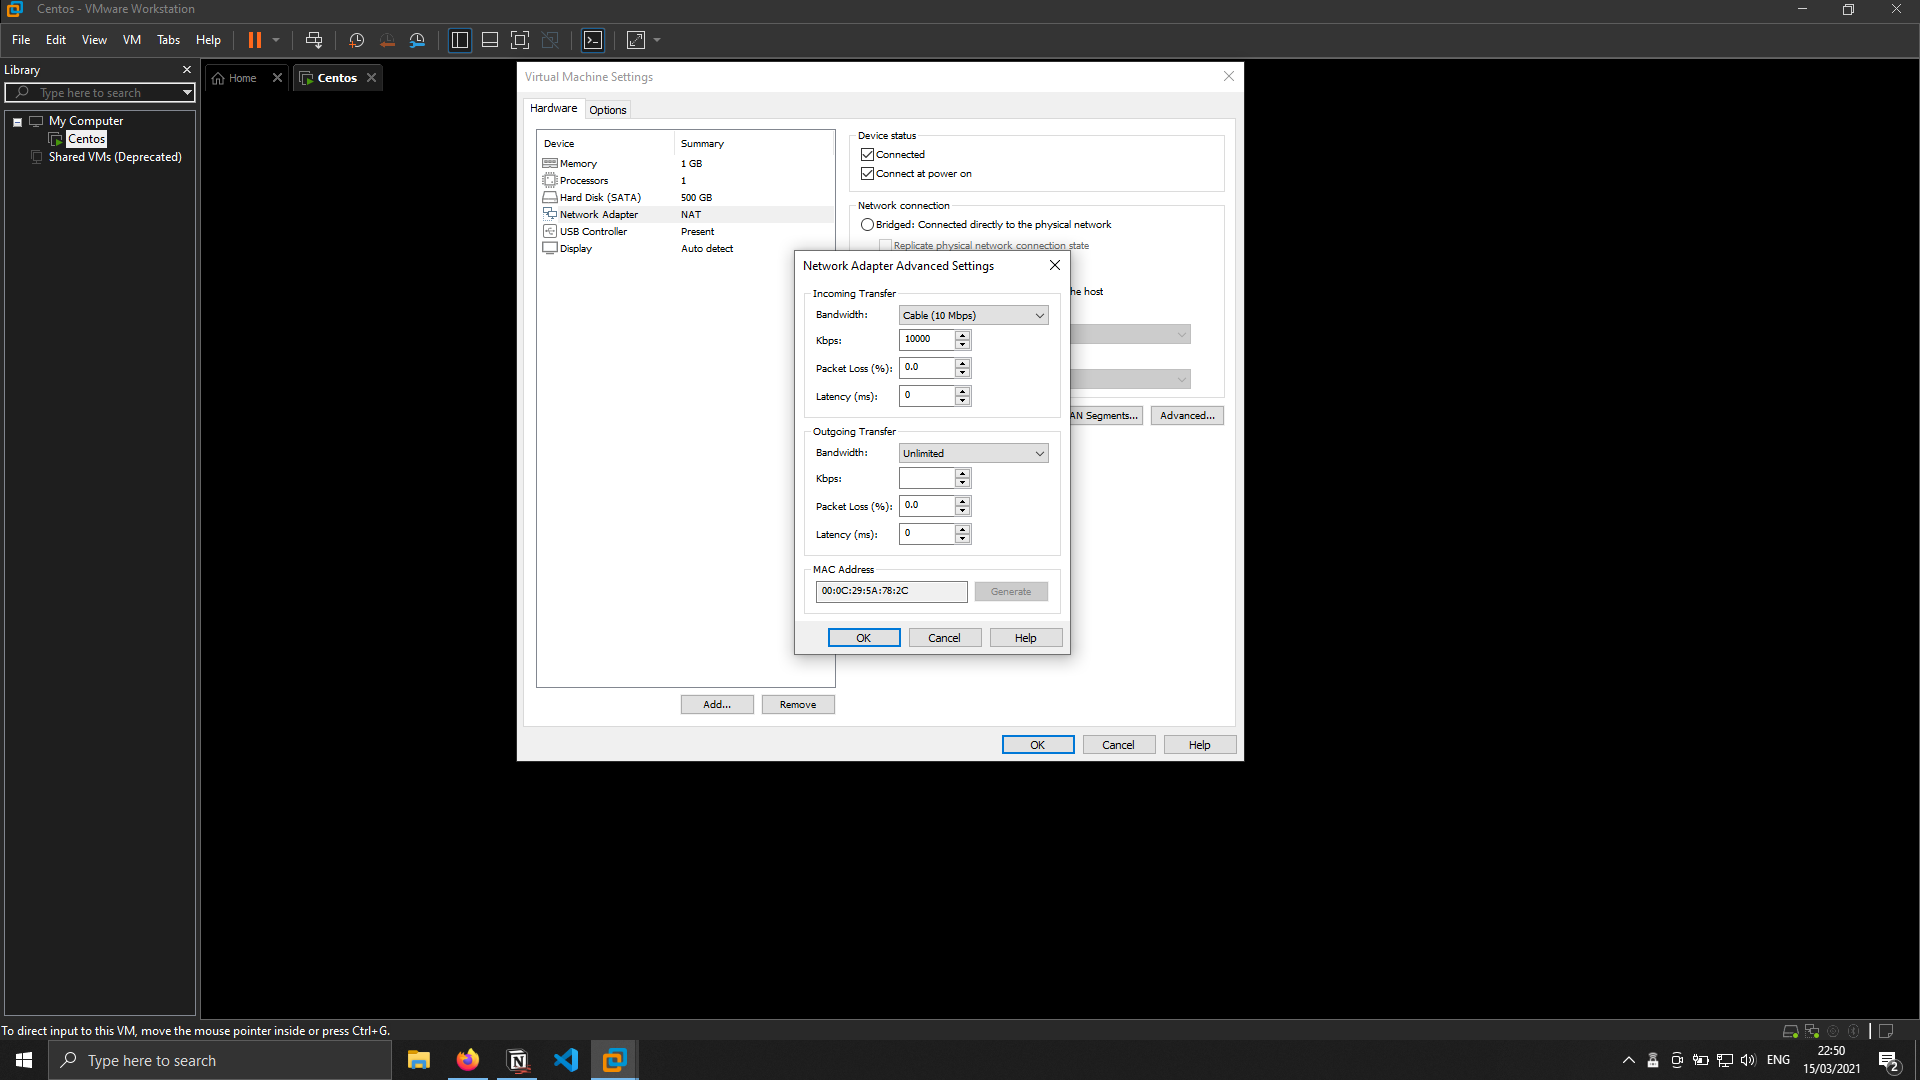 Centos - VMware Workstation
File Edit View VM Tabs Help
Library
Type here to search
My Computer
Centos
Shared VMs (Deprecated)
Home
Centos
Virtual Machine Settings
Hardware Options
Device Summary
Memory 1 GB
Processors 1
Hard Disk (SATA) 500 GB
Network Adapter NAT
USB Controller Present
Display Auto detect
Add... Remove
Device status
Connected
Connect at power on
Network connection
Bridged: Connected directly to the physical network
Replicate physical network connection state
he host
AN Segments... Advanced...
Network Adapter Advanced Settings
Incoming Transfer
Bandwidth: Cable (10 Mbps)
Kbps: 10000
Packet Loss (%): 0.0
Latency (ms): 0
Outgoing Transfer
Bandwidth: Unlimited
Kbps:
Packet Loss (%): 0.0
Latency (ms): 0
MAC Address
00:0C:29:5A:78:2C Generate
OK Cancel Help
OK Cancel Help
To direct input to this VM, move the mouse pointer inside or press Ctrl+G.
Type here to search
ENG
22:50
15/03/2021
2